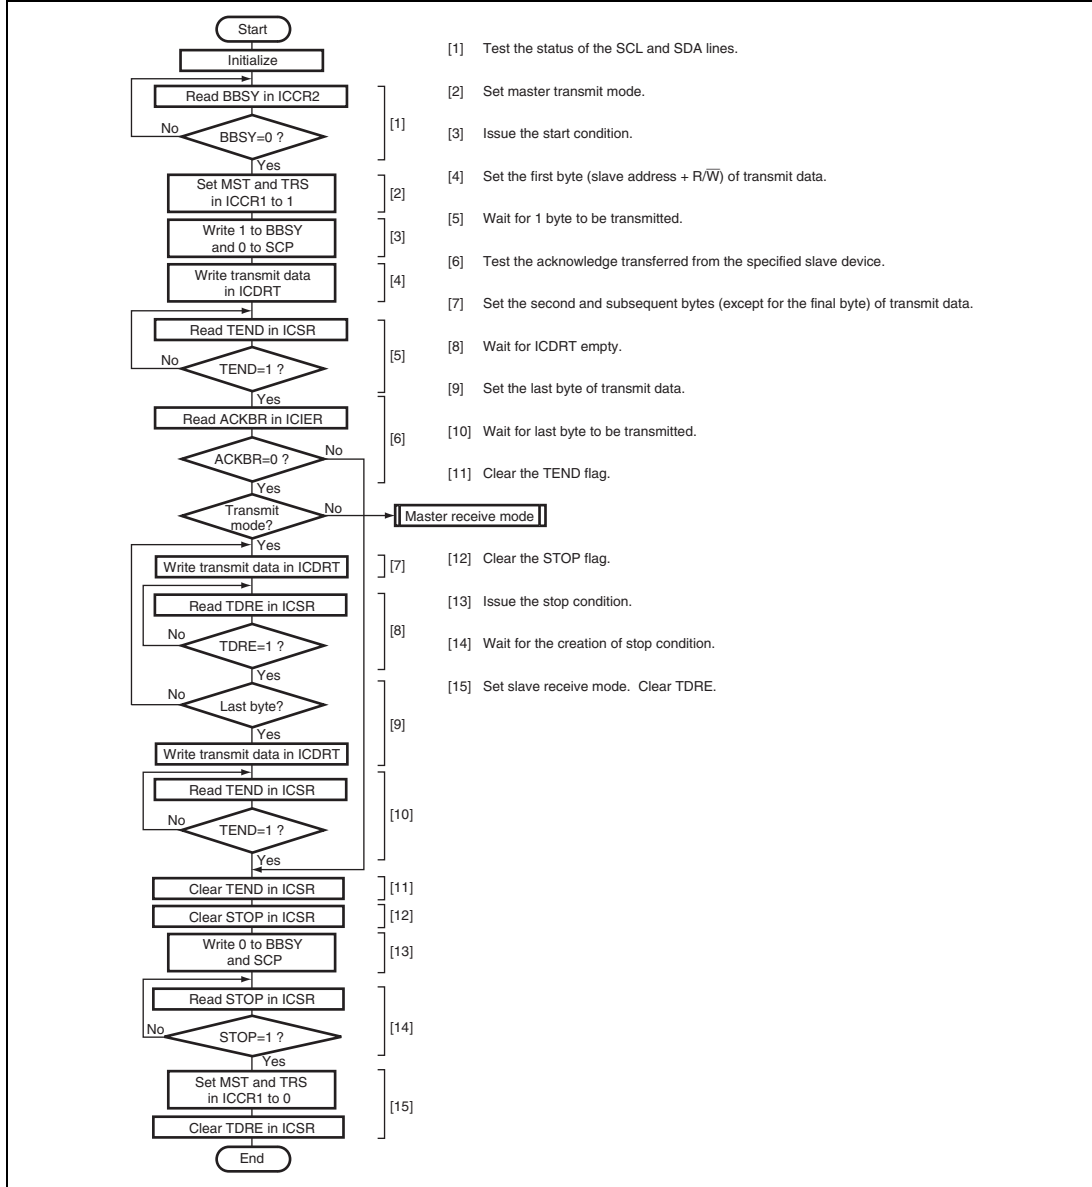 Start
Initialize
Read BBSY in ICCR2
BBSY=0 ?
No
Yes
[1]
Set MST and TRS
in ICCR1 to 1
[2]
Write 1 to BBSY
and 0 to SCP
[3]
Write transmit data
in ICDRT
[4]
Read TEND in ICSR
No
TEND=1 ?
Yes
[5]
Read ACKBR in ICIER
ACKBR=0 ?
No
Yes
[6]
Transmit
mode?
No
Master receive mode
Yes
Write transmit data in ICDRT
[7]
Read TDRE in ICSR
No
TDRE=1 ?
Yes
[8]
No
Last byte?
Yes
[9]
Write transmit data in ICDRT
Read TEND in ICSR
No
TEND=1 ?
Yes
[10]
Clear TEND in ICSR
[11]
Clear STOP in ICSR
[12]
Write 0 to BBSY
and SCP
[13]
Read STOP in ICSR
No
STOP=1 ?
Yes
[14]
Set MST and TRS
in ICCR1 to 0
[15]
Clear TDRE in ICSR
End
[1] Test the status of the SCL and SDA lines.
[2] Set master transmit mode.
[3] Issue the start condition.
[4] Set the first byte (slave address + R/W̅) of transmit data.
[5] Wait for 1 byte to be transmitted.
[6] Test the acknowledge transferred from the specified slave device.
[7] Set the second and subsequent bytes (except for the final byte) of transmit data.
[8] Wait for ICDRT empty.
[9] Set the last byte of transmit data.
[10] Wait for last byte to be transmitted.
[11] Clear the TEND flag.
[12] Clear the STOP flag.
[13] Issue the stop condition.
[14] Wait for the creation of stop condition.
[15] Set slave receive mode. Clear TDRE.